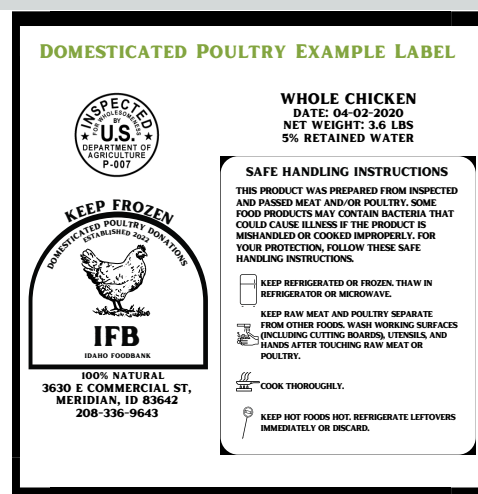 Domesticated Poultry Example Label
INSPECTED
FOR WHOLESOMENESS
BY
U.S.
DEPARTMENT OF
AGRICULTURE
P-007
WHOLE CHICKEN
DATE: 04-02-2020
NET WEIGHT: 3.6 LBS
5% RETAINED WATER
KEEP FROZEN
DOMESTICATED POULTRY DONATIONS
ESTABLISHED 2022
IFB
IDAHO FOODBANK
100% NATURAL
3630 E COMMERCIAL ST,
MERIDIAN, ID 83642
208-336-9643
SAFE HANDLING INSTRUCTIONS
THIS PRODUCT WAS PREPARED FROM INSPECTED
AND PASSED MEAT AND/OR POULTRY. SOME
FOOD PRODUCTS MAY CONTAIN BACTERIA THAT
COULD CAUSE ILLNESS IF THE PRODUCT IS
MISHANDLED OR COOKED IMPROPERLY. FOR
YOUR PROTECTION, FOLLOW THESE SAFE
HANDLING INSTRUCTIONS.
KEEP REFRIGERATED OR FROZEN. THAW IN
REFRIGERATOR OR MICROWAVE.
KEEP RAW MEAT AND POULTRY SEPARATE
FROM OTHER FOODS. WASH WORKING SURFACES
(INCLUDING CUTTING BOARDS), UTENSILS, AND
HANDS AFTER TOUCHING RAW MEAT OR
POULTRY.
COOK THOROUGHLY.
KEEP HOT FOODS HOT. REFRIGERATE LEFTOVERS
IMMEDIATELY OR DISCARD.